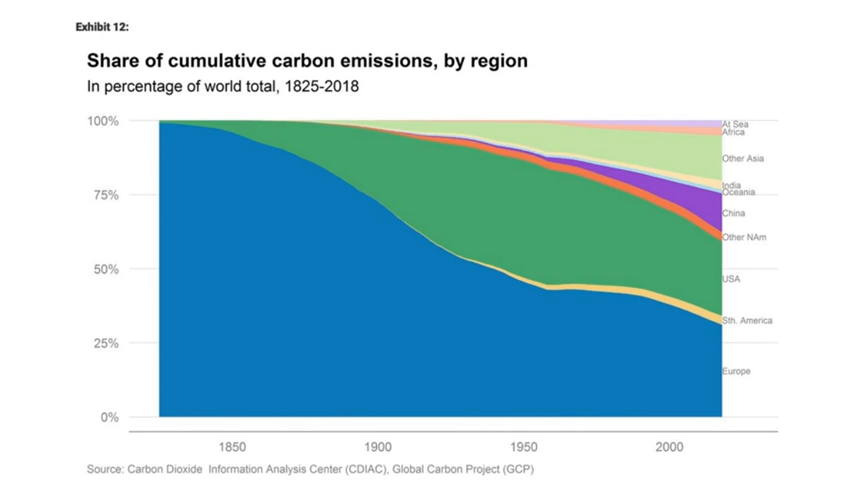 Exhibit 12:
Share of cumulative carbon emissions, by region
In percentage of world total, 1825-2018
100%
At Sea
Africa
Other Asia
India
Oceania
75%
China
Other NAm
50%
USA
Sth. America
25%
Europe
0%
1850 1900 1950 2000
Source: Carbon Dioxide Information Analysis Center (CDIAC), Global Carbon Project (GCP)